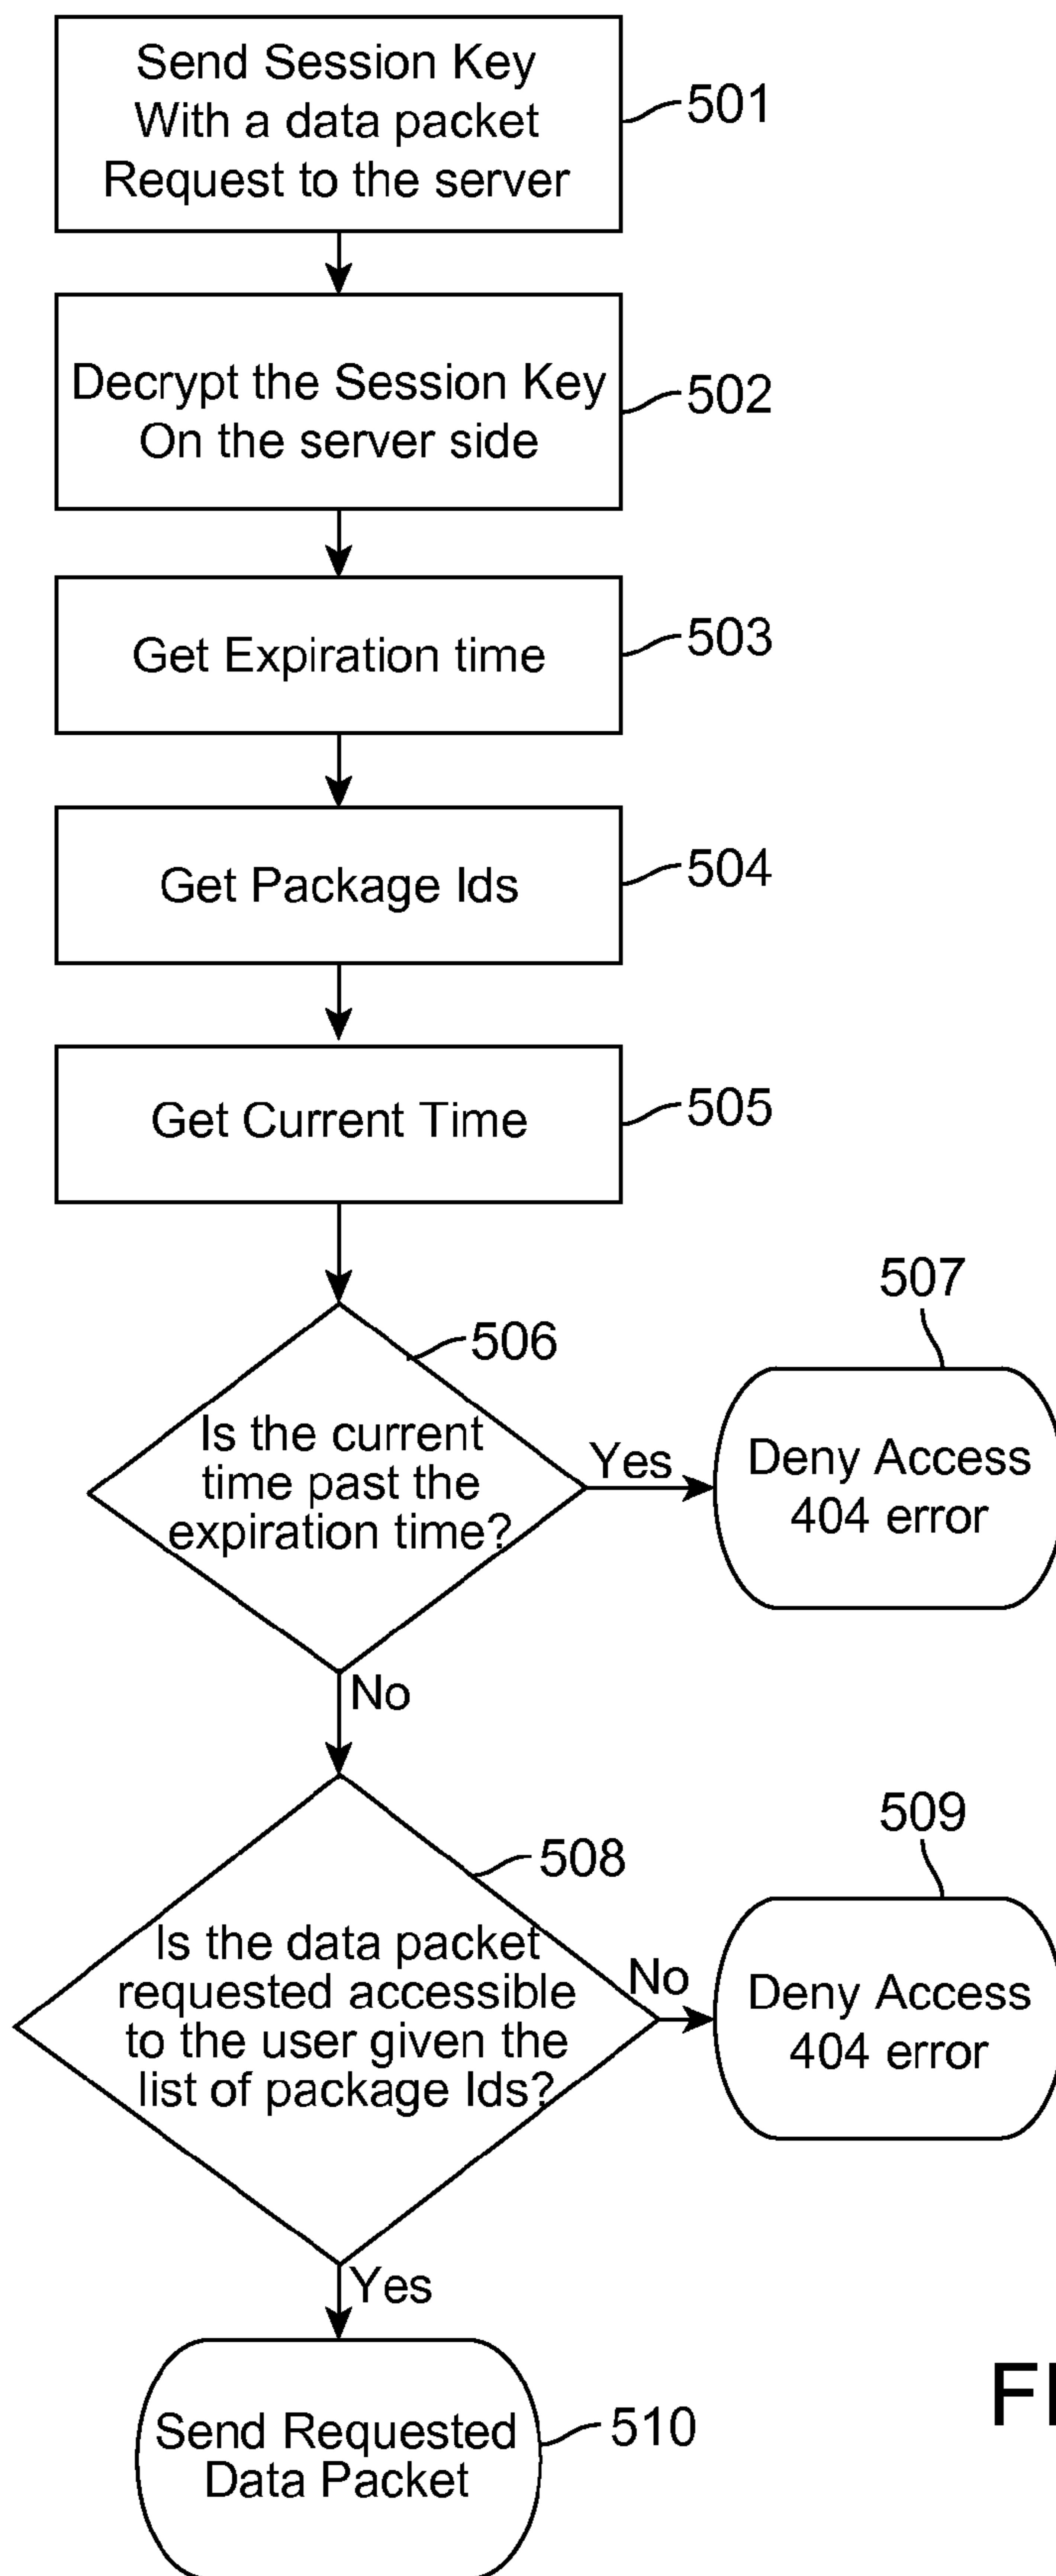 Send Session Key
With a data packet
Request to the server
501
Decrypt the Session Key
On the server side
502
Get Expiration time
503
Get Package Ids
504
Get Current Time
505
506
Is the current
time past the
expiration time?
Yes
507
Deny Access
404 error
No
508
Is the data packet
requested accessible
to the user given the
list of package Ids?
No
509
Deny Access
404 error
Yes
Send Requested
Data Packet
510